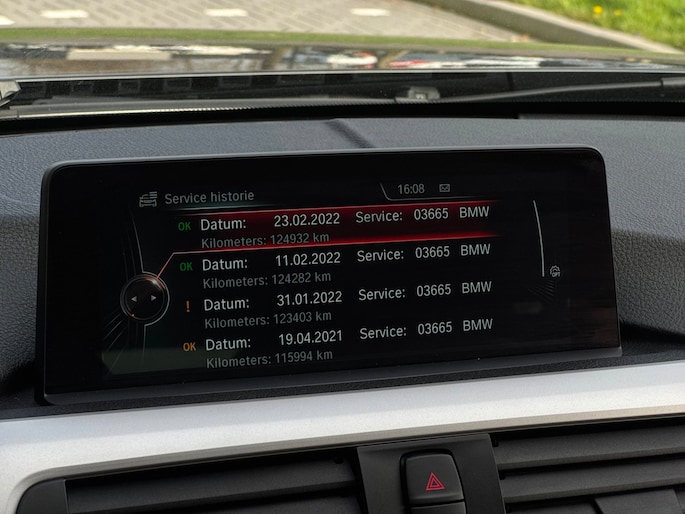 Service historie 16:08
OK Datum: 23.02.2022 Service: 03665 BMW
Kilometers: 124932 km
OK Datum: 11.02.2022 Service: 03665 BMW
Kilometers: 124282 km
! Datum: 31.01.2022 Service: 03665 BMW
Kilometers: 123403 km
OK Datum: 19.04.2021 Service: 03665 BMW
Kilometers: 115994 km
OPT